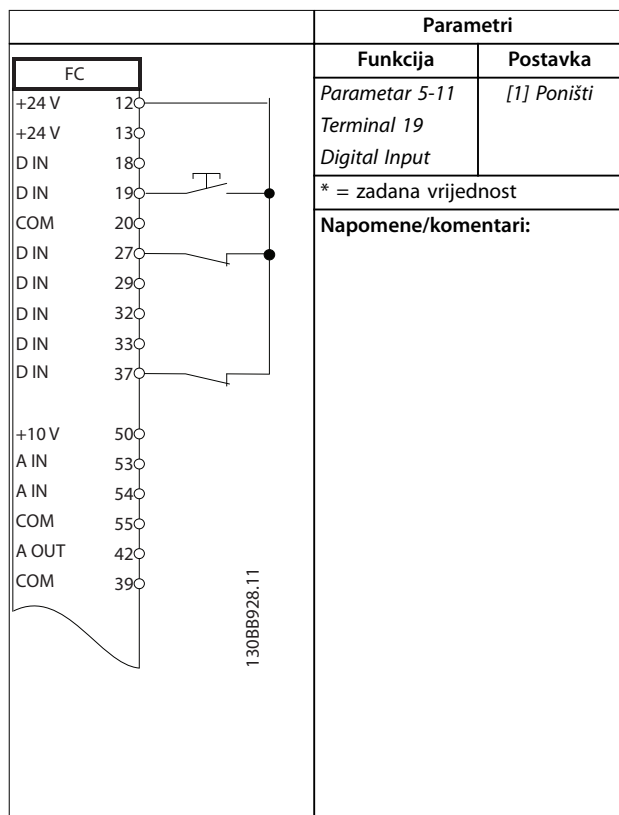 Parametri
Funkcija Postavka
Parametar 5-11 [1] Poništi
Terminal 19
Digital Input
* = zadana vrijednost
Napomene/komentari:
FC
+24 V 12
+24 V 13
D IN 18
D IN 19
COM 20
D IN 27
D IN 29
D IN 32
D IN 33
D IN 37
+10 V 50
A IN 53
A IN 54
COM 55
A OUT 42
COM 39
130BB928.11